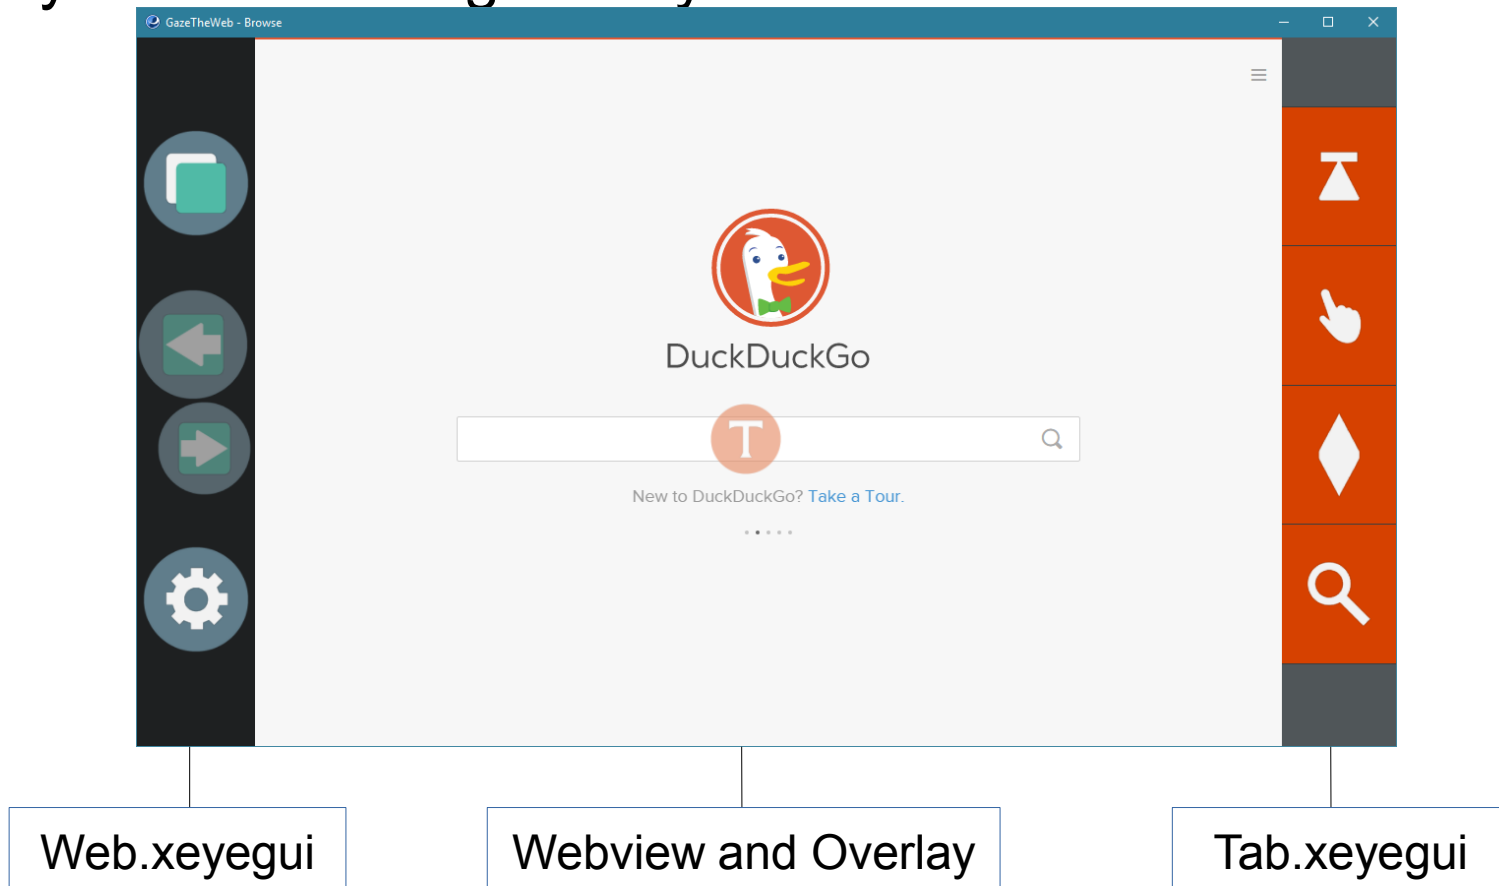 GazeTheWeb - Browse
DuckDuckGo
T
New to DuckDuckGo? Take a Tour.
Web.xeyegui
Webview and Overlay
Tab.xeyegui